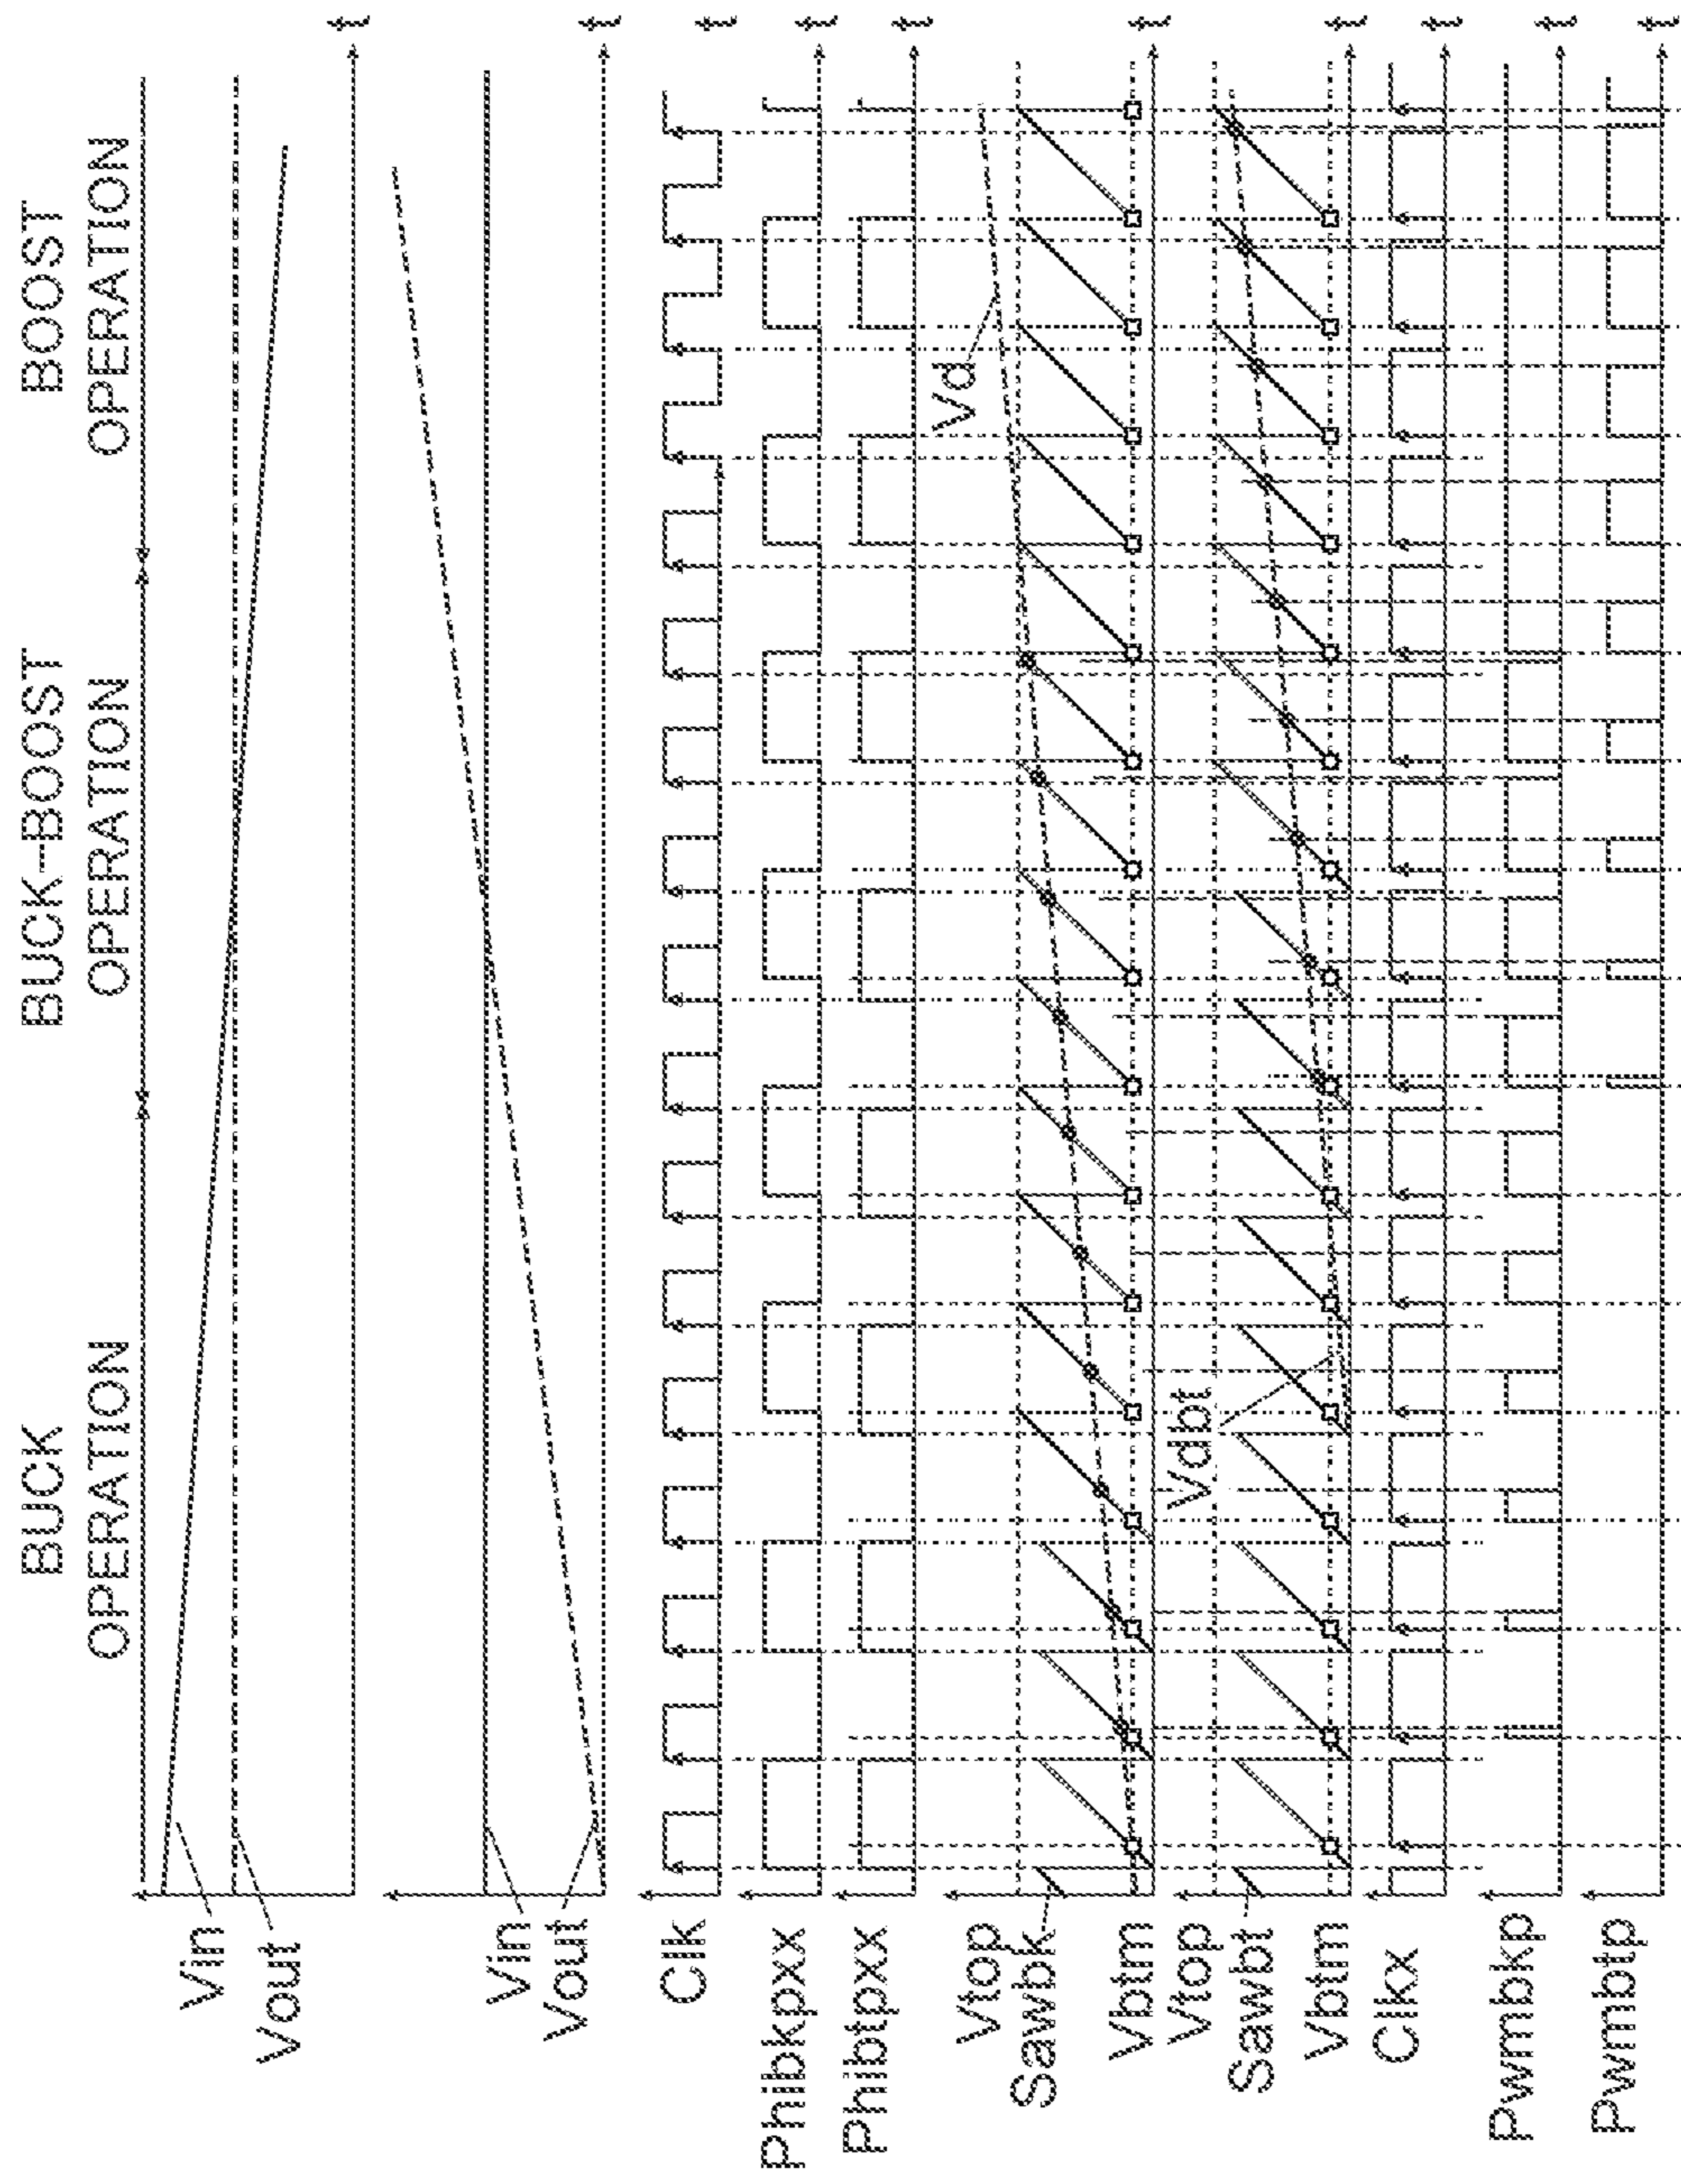 BUCK
OPERATION
BUCK-BOOST
OPERATION
BOOST
OPERATION
Vin
Vout
t
Vin
Vout
t
Clk
t
Phibkpxx
t
Phibtpxx
t
Vd
Vtop
Sawbk
Vbtm
t
Vdbt
Vtop
Sawbt
Vbtm
t
Clkx
t
Pwmbkp
t
Pwmbtp
t